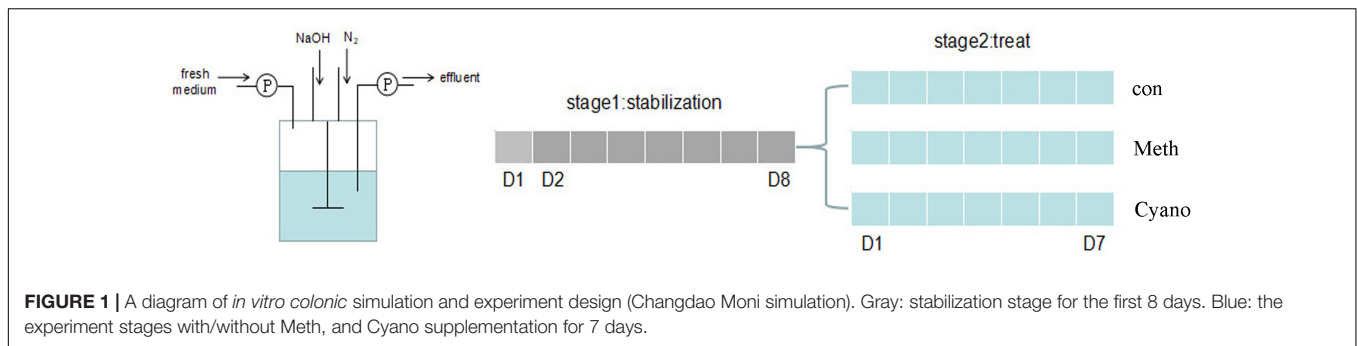 NaOH N₂
fresh
medium
P
P
effluent
stage1:stabilization
D1 D2 D8
stage2:treat
con
Meth
Cyano
D1 D7
FIGURE 1 | A diagram of in vitro colonic simulation and experiment design (Changdao Moni simulation). Gray: stabilization stage for the first 8 days. Blue: the
experiment stages with/without Meth, and Cyano supplementation for 7 days.